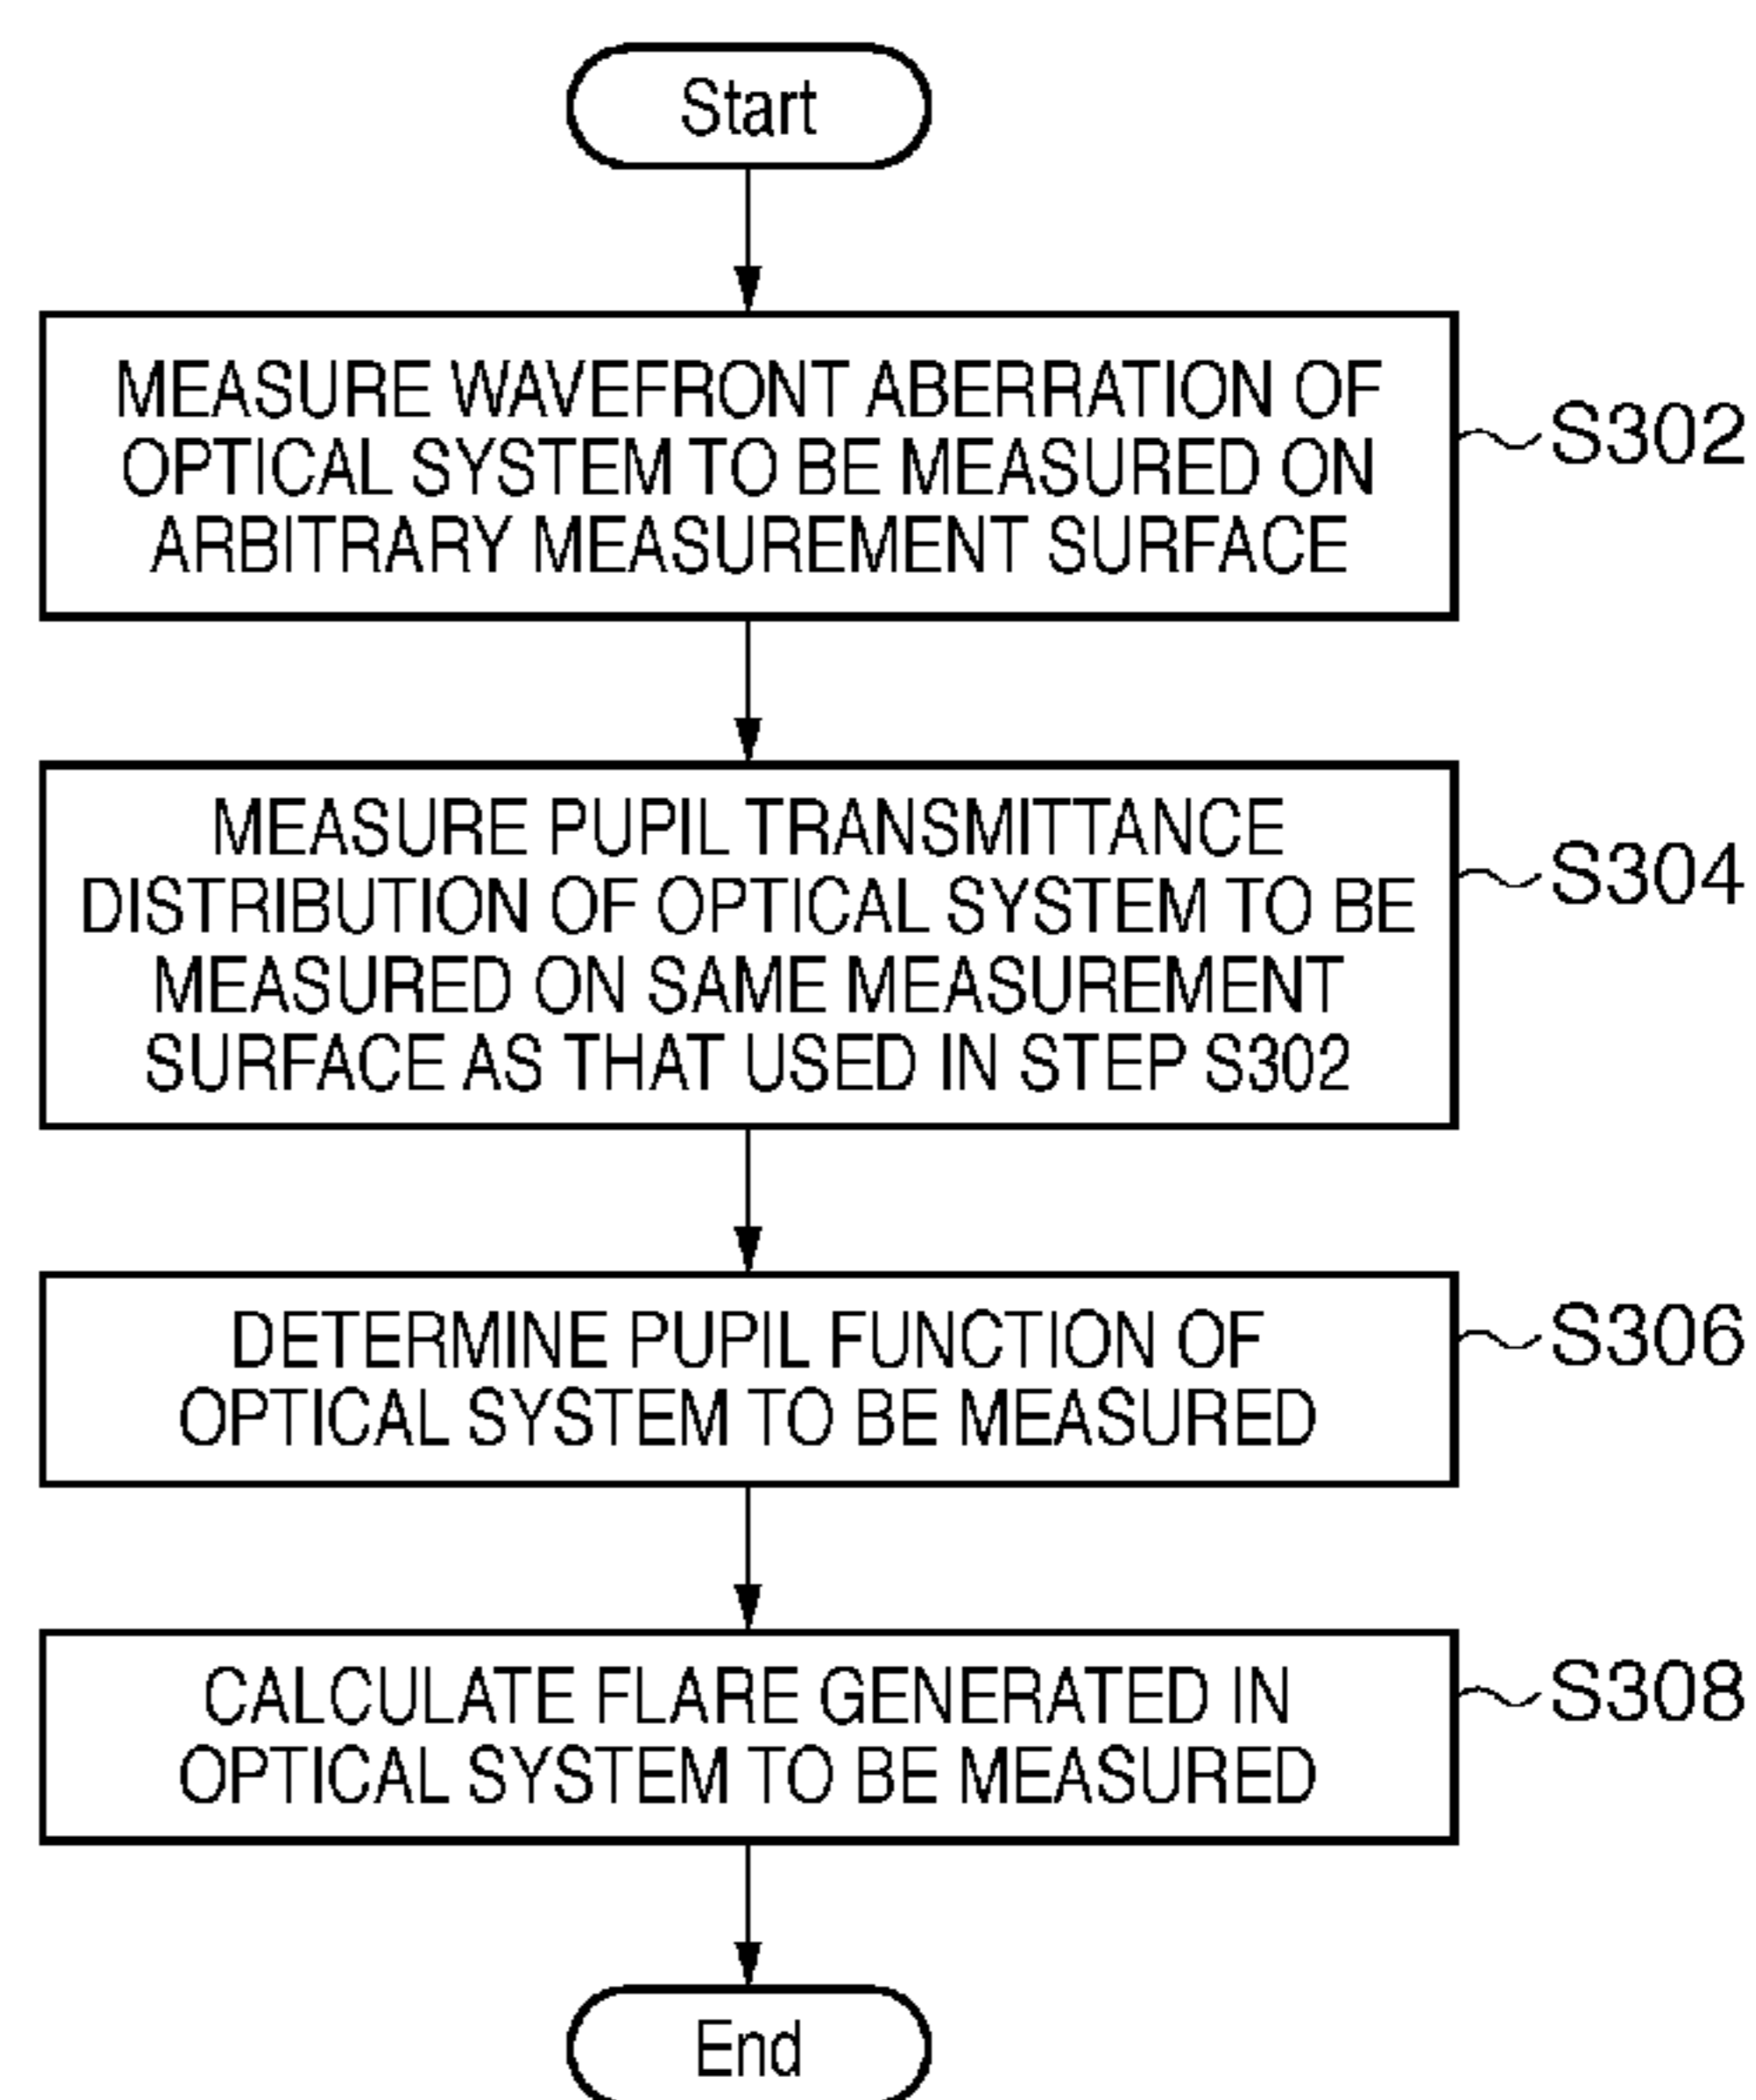 Start
MEASURE WAVEFRONT ABERRATION OF
OPTICAL SYSTEM TO BE MEASURED ON
ARBITRARY MEASUREMENT SURFACE
S302
MEASURE PUPIL TRANSMITTANCE
DISTRIBUTION OF OPTICAL SYSTEM TO BE
MEASURED ON SAME MEASUREMENT
SURFACE AS THAT USED IN STEP S302
S304
DETERMINE PUPIL FUNCTION OF
OPTICAL SYSTEM TO BE MEASURED
S306
CALCULATE FLARE GENERATED IN
OPTICAL SYSTEM TO BE MEASURED
S308
End